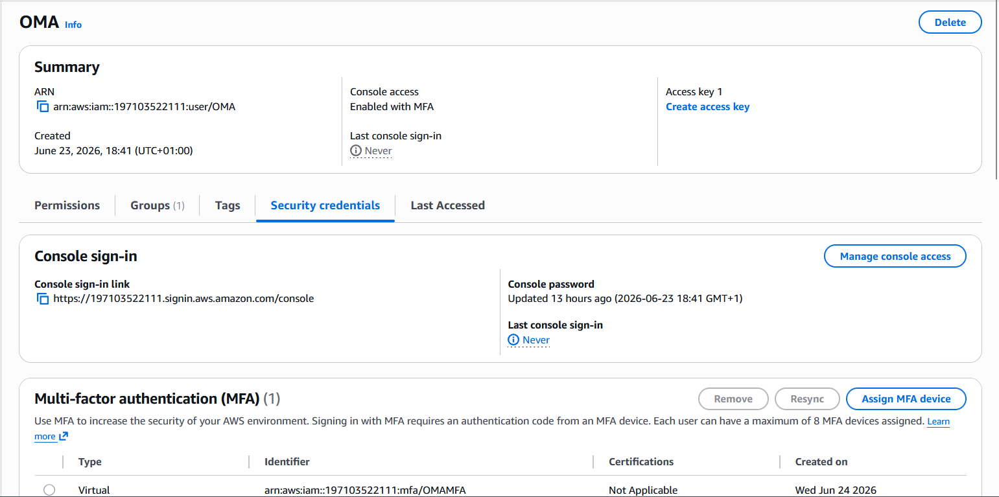 OMA Info
Delete
Summary
ARN
arn:aws:iam::197103522111:user/OMA
Created
June 23, 2026, 18:41 (UTC+01:00)
Console access
Enabled with MFA
Last console sign-in
Never
Access key 1
Create access key
Permissions
Groups (1)
Tags
Security credentials
Last Accessed
Console sign-in
Manage console access
Console sign-in link
https://197103522111.signin.aws.amazon.com/console
Console password
Updated 13 hours ago (2026-06-23 18:41 GMT+1)
Last console sign-in
Never
Multi-factor authentication (MFA) (1)
Remove
Resync
Assign MFA device
Use MFA to increase the security of your AWS environment. Signing in with MFA requires an authentication code from an MFA device. Each user can have a maximum of 8 MFA devices assigned. Learn
more
Type
Identifier
Certifications
Created on
Virtual
arn:aws:iam::197103522111:mfa/OMAMFA
Not Applicable
Wed Jun 24 2026